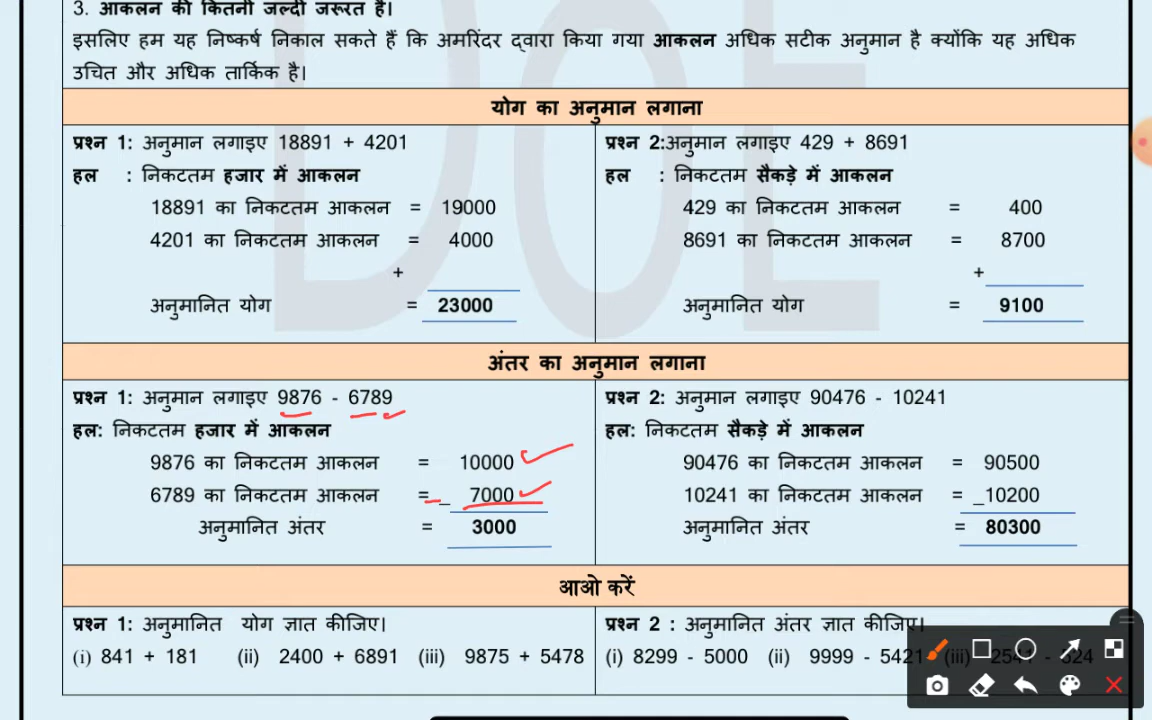 3. आकलन की कितनी जल्दी जरूरत है।
इसलिए हम यह निष्कर्ष निकाल सकते हैं कि अमरिंदर द्वारा किया गया आकलन अधिक सटीक अनुमान है क्योंकि यह अधिक
उचित और अधिक तार्किक है।
योग का अनुमान लगाना
प्रश्न 1: अनुमान लगाइए 18891 + 4201
हल : निकटतम हजार में आकलन
18891 का निकटतम आकलन = 19000
4201 का निकटतम आकलन = 4000
+
अनुमानित योग = 23000
प्रश्न 2:अनुमान लगाइए 429 + 8691
हल : निकटतम सैकड़े में आकलन
429 का निकटतम आकलन = 400
8691 का निकटतम आकलन = 8700
+
अनुमानित योग = 9100
अंतर का अनुमान लगाना
प्रश्न 1: अनुमान लगाइए 9876 - 6789
हल: निकटतम हजार में आकलन
9876 का निकटतम आकलन = 10000
6789 का निकटतम आकलन = _ 7000
अनुमानित अंतर = 3000
प्रश्न 2: अनुमान लगाइए 90476 - 10241
हल: निकटतम सैकड़े में आकलन
90476 का निकटतम आकलन = 90500
10241 का निकटतम आकलन = _10200
अनुमानित अंतर = 80300
आओ करें
प्रश्न 1: अनुमानित योग ज्ञात कीजिए।
(i) 841 + 181 (ii) 2400 + 6891 (iii) 9875 + 5478
प्रश्न 2 : अनुमानित अंतर ज्ञात कीजिए।
(i) 8299 - 5000 (ii) 9999 - 5421 (iii) 2541 - 824
DOE